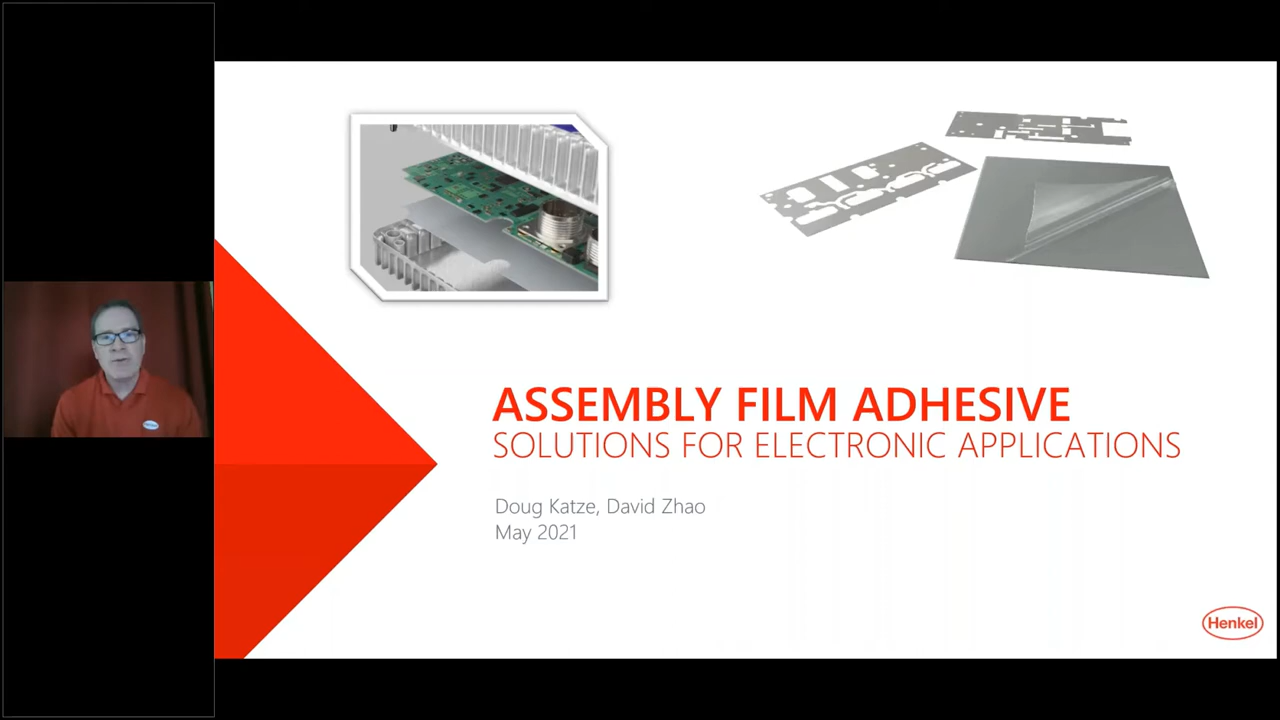 ASSEMBLY FILM ADHESIVE
SOLUTIONS FOR ELECTRONIC APPLICATIONS
Doug Katze, David Zhao
May 2021
Henkel